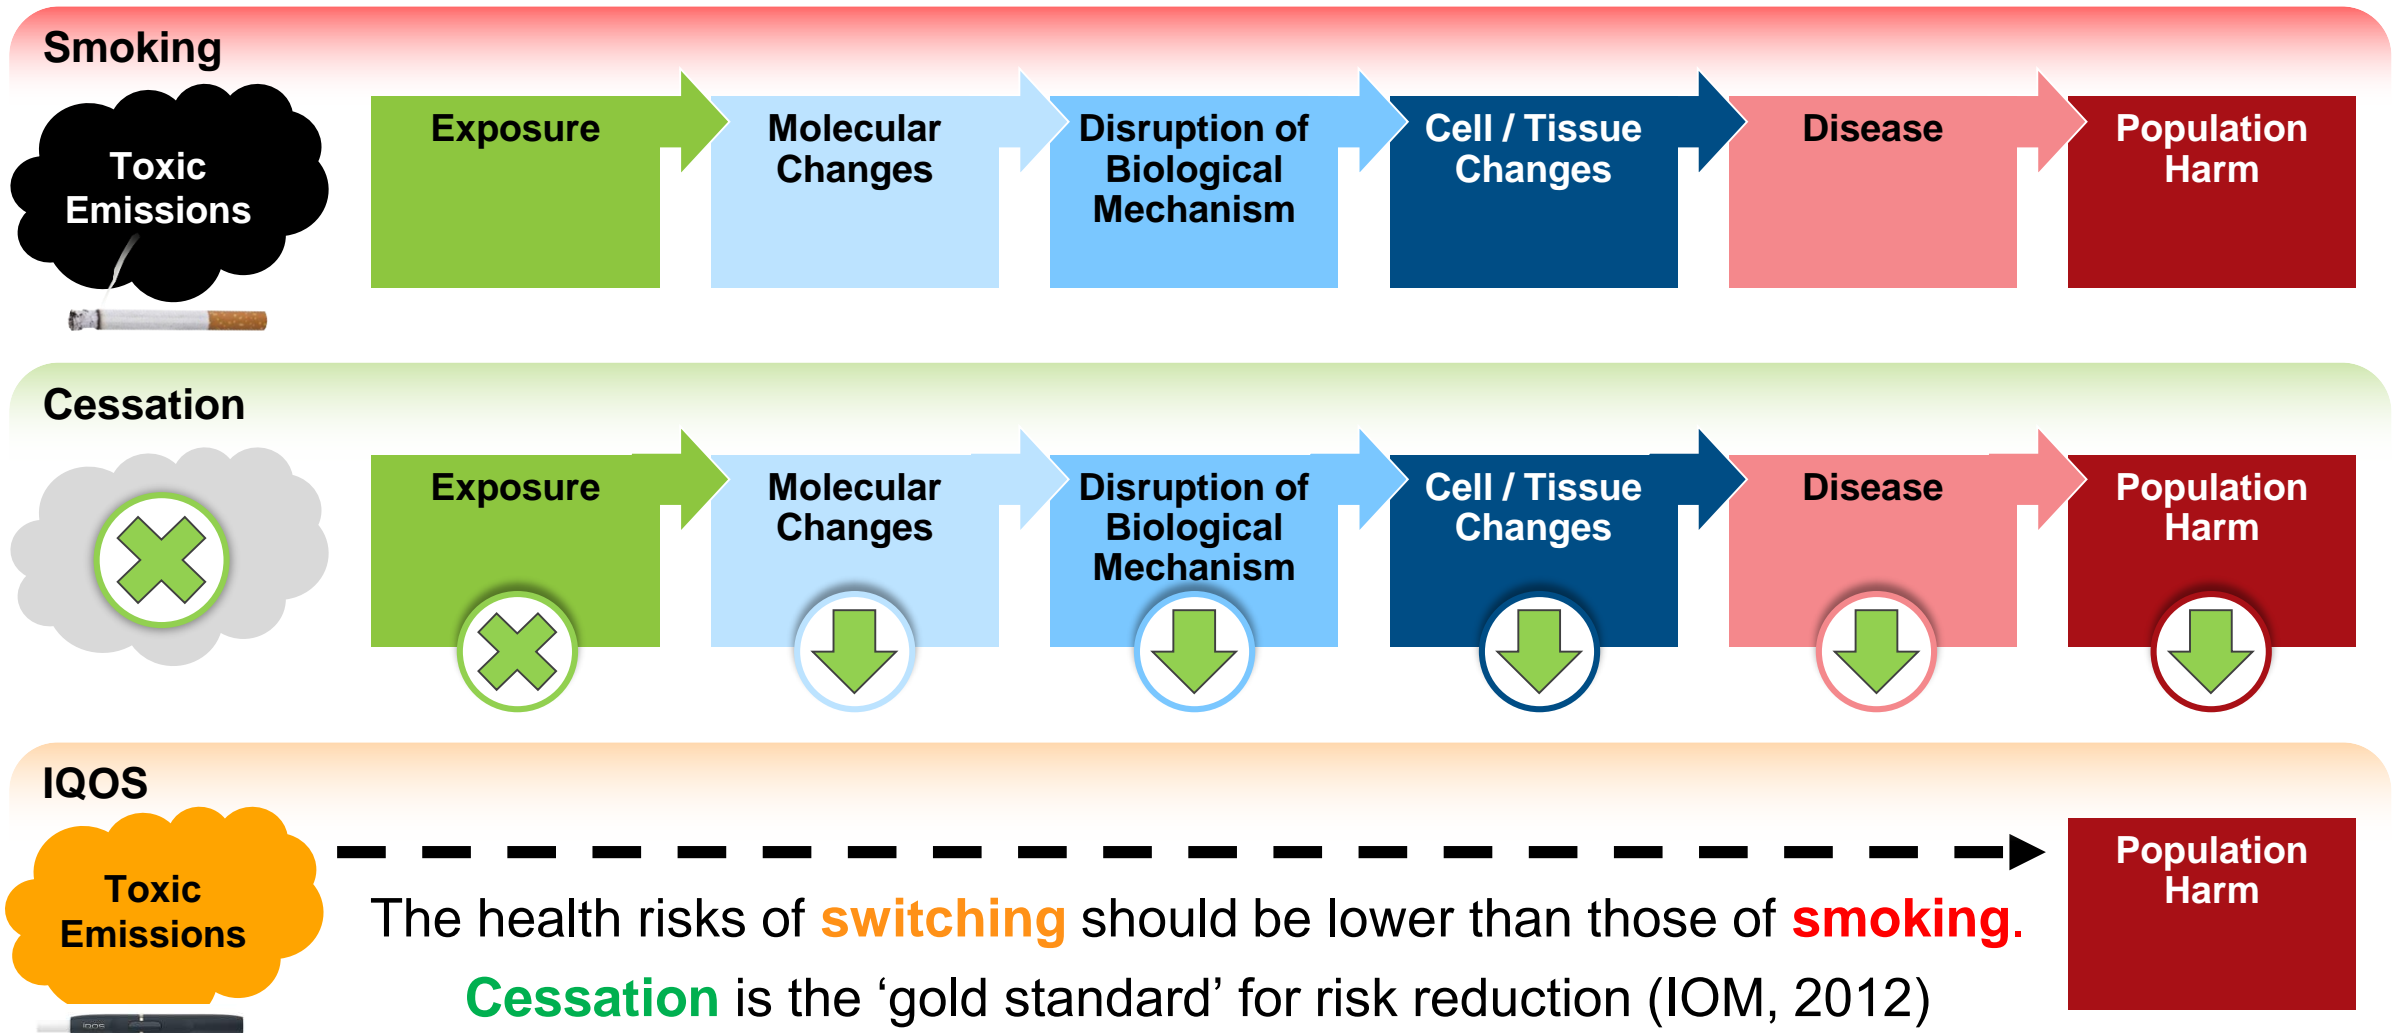 Smoking
Toxic
Emissions
Exposure
Molecular
Changes
Disruption of
Biological
Mechanism
Cell / Tissue
Changes
Disease
Population
Harm
Cessation
Exposure
Molecular
Changes
Disruption of
Biological
Mechanism
Cell / Tissue
Changes
Disease
Population
Harm
IQOS
Toxic
Emissions
The health risks of switching should be lower than those of smoking.
Cessation is the ‘gold standard’ for risk reduction (IOM, 2012)
Population
Harm
IQOS